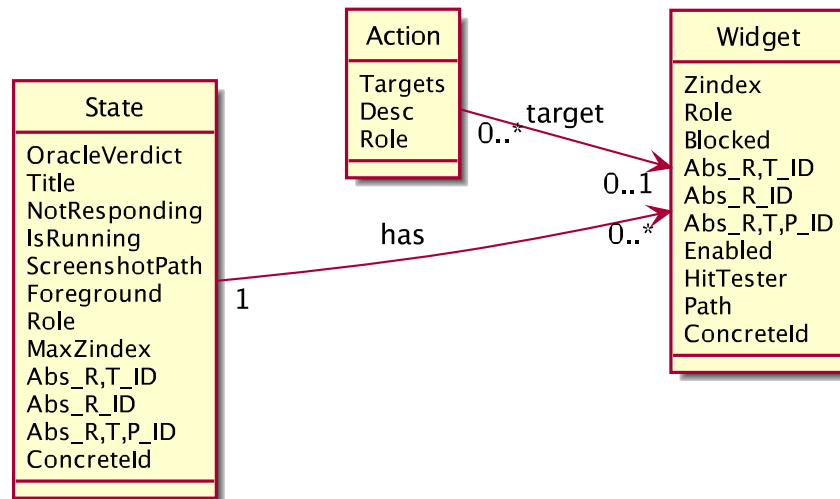 State
OracleVerdict
Title
NotResponding
IsRunning
ScreenshotPath
Foreground
Role
MaxZindex
Abs_R,T_ID
Abs_R_ID
Abs_R,T,P_ID
ConcreteId
Action
Targets
Desc
Role
Widget
Zindex
Role
Blocked
Abs_R,T_ID
Abs_R_ID
Abs_R,T,P_ID
Enabled
HitTester
Path
ConcreteId
target
0..*
0..1
has
1
0..*